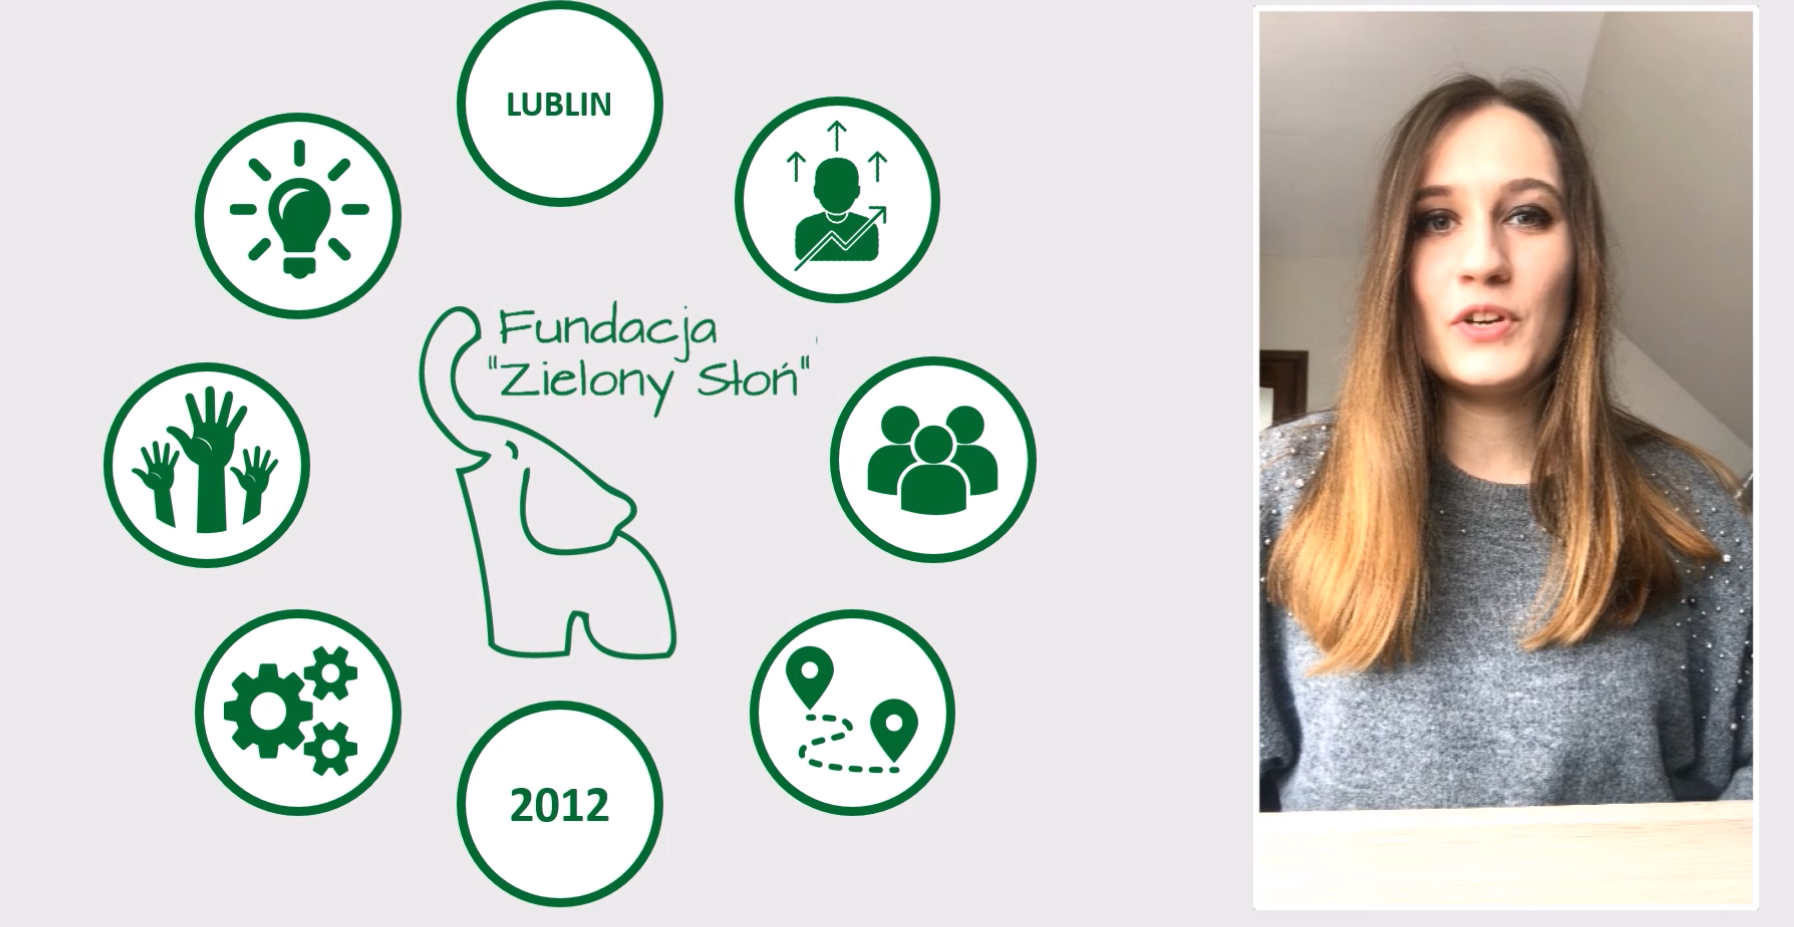 LUBLIN
Fundacja
"Zielony Słoń"
2012